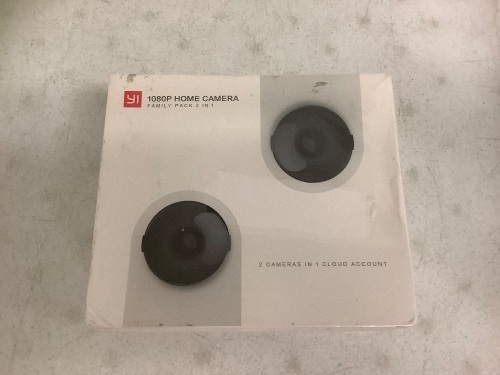 YI 1080P HOME CAMERA
FAMILY PACK 2 IN 1
2 CAMERAS IN 1 CLOUD ACCOUNT